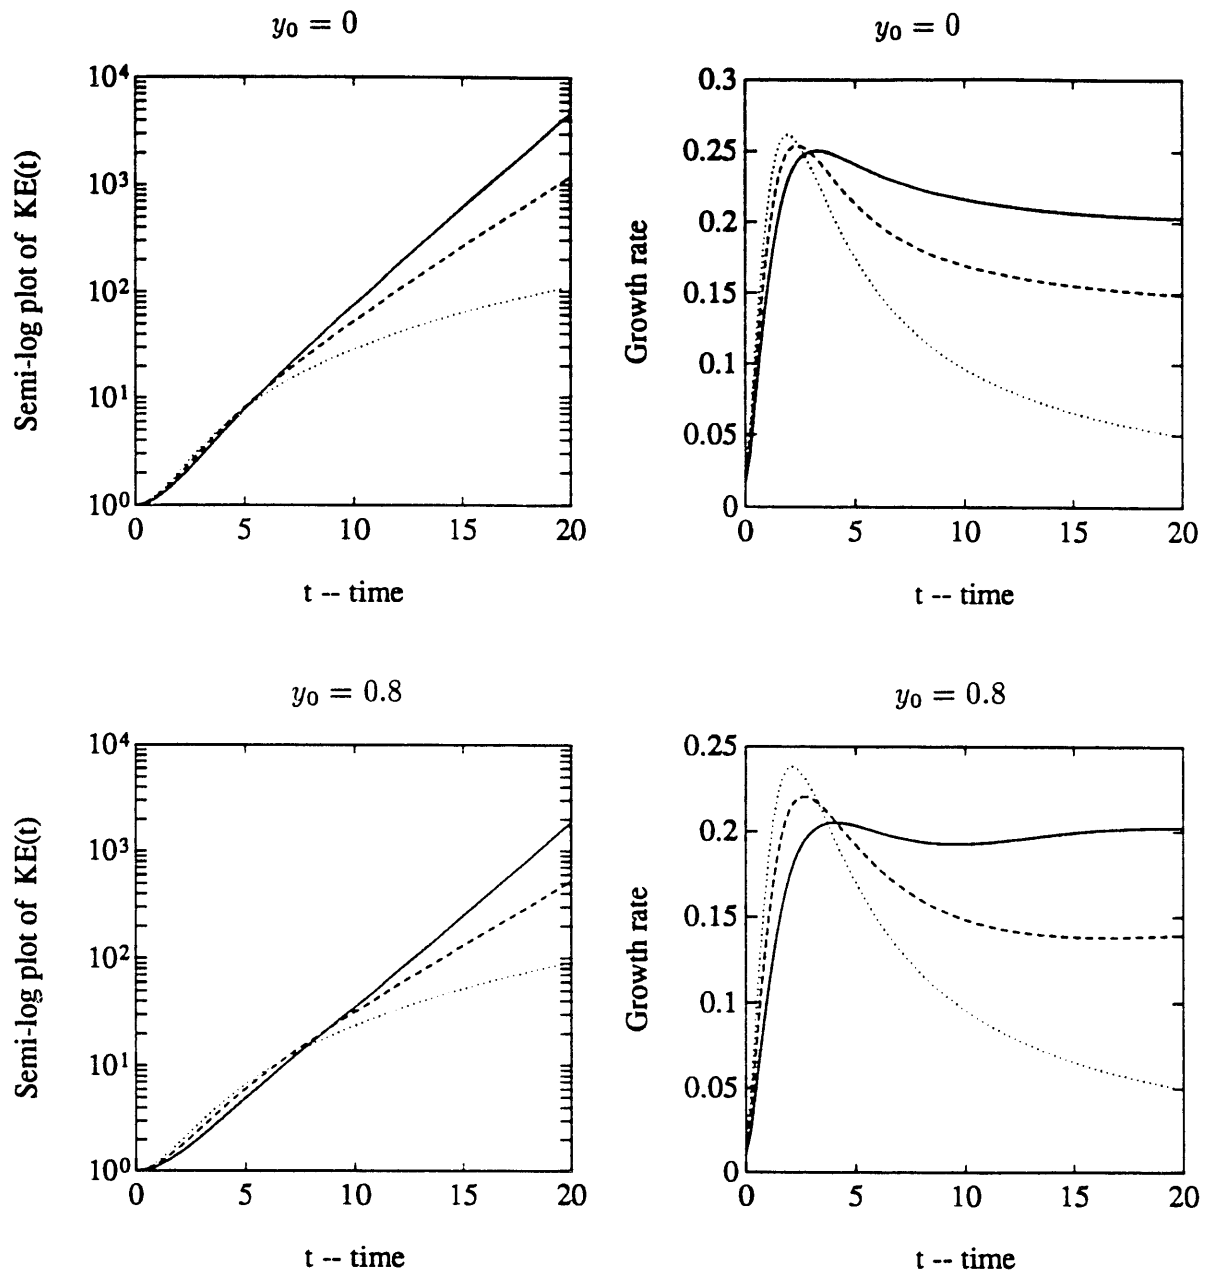 y₀ = 0
y₀ = 0
Semi-log plot of KE(t)
10⁴
10³
10²
10¹
10⁰
0 5 10 15 20
t -- time
Growth rate
0.3
0.25
0.2
0.15
0.1
0.05
0
0 5 10 15 20
t -- time
y₀ = 0.8
y₀ = 0.8
Semi-log plot of KE(t)
10⁴
10³
10²
10¹
10⁰
0 5 10 15 20
t -- time
Growth rate
0.25
0.2
0.15
0.1
0.05
0
0 5 10 15 20
t -- time